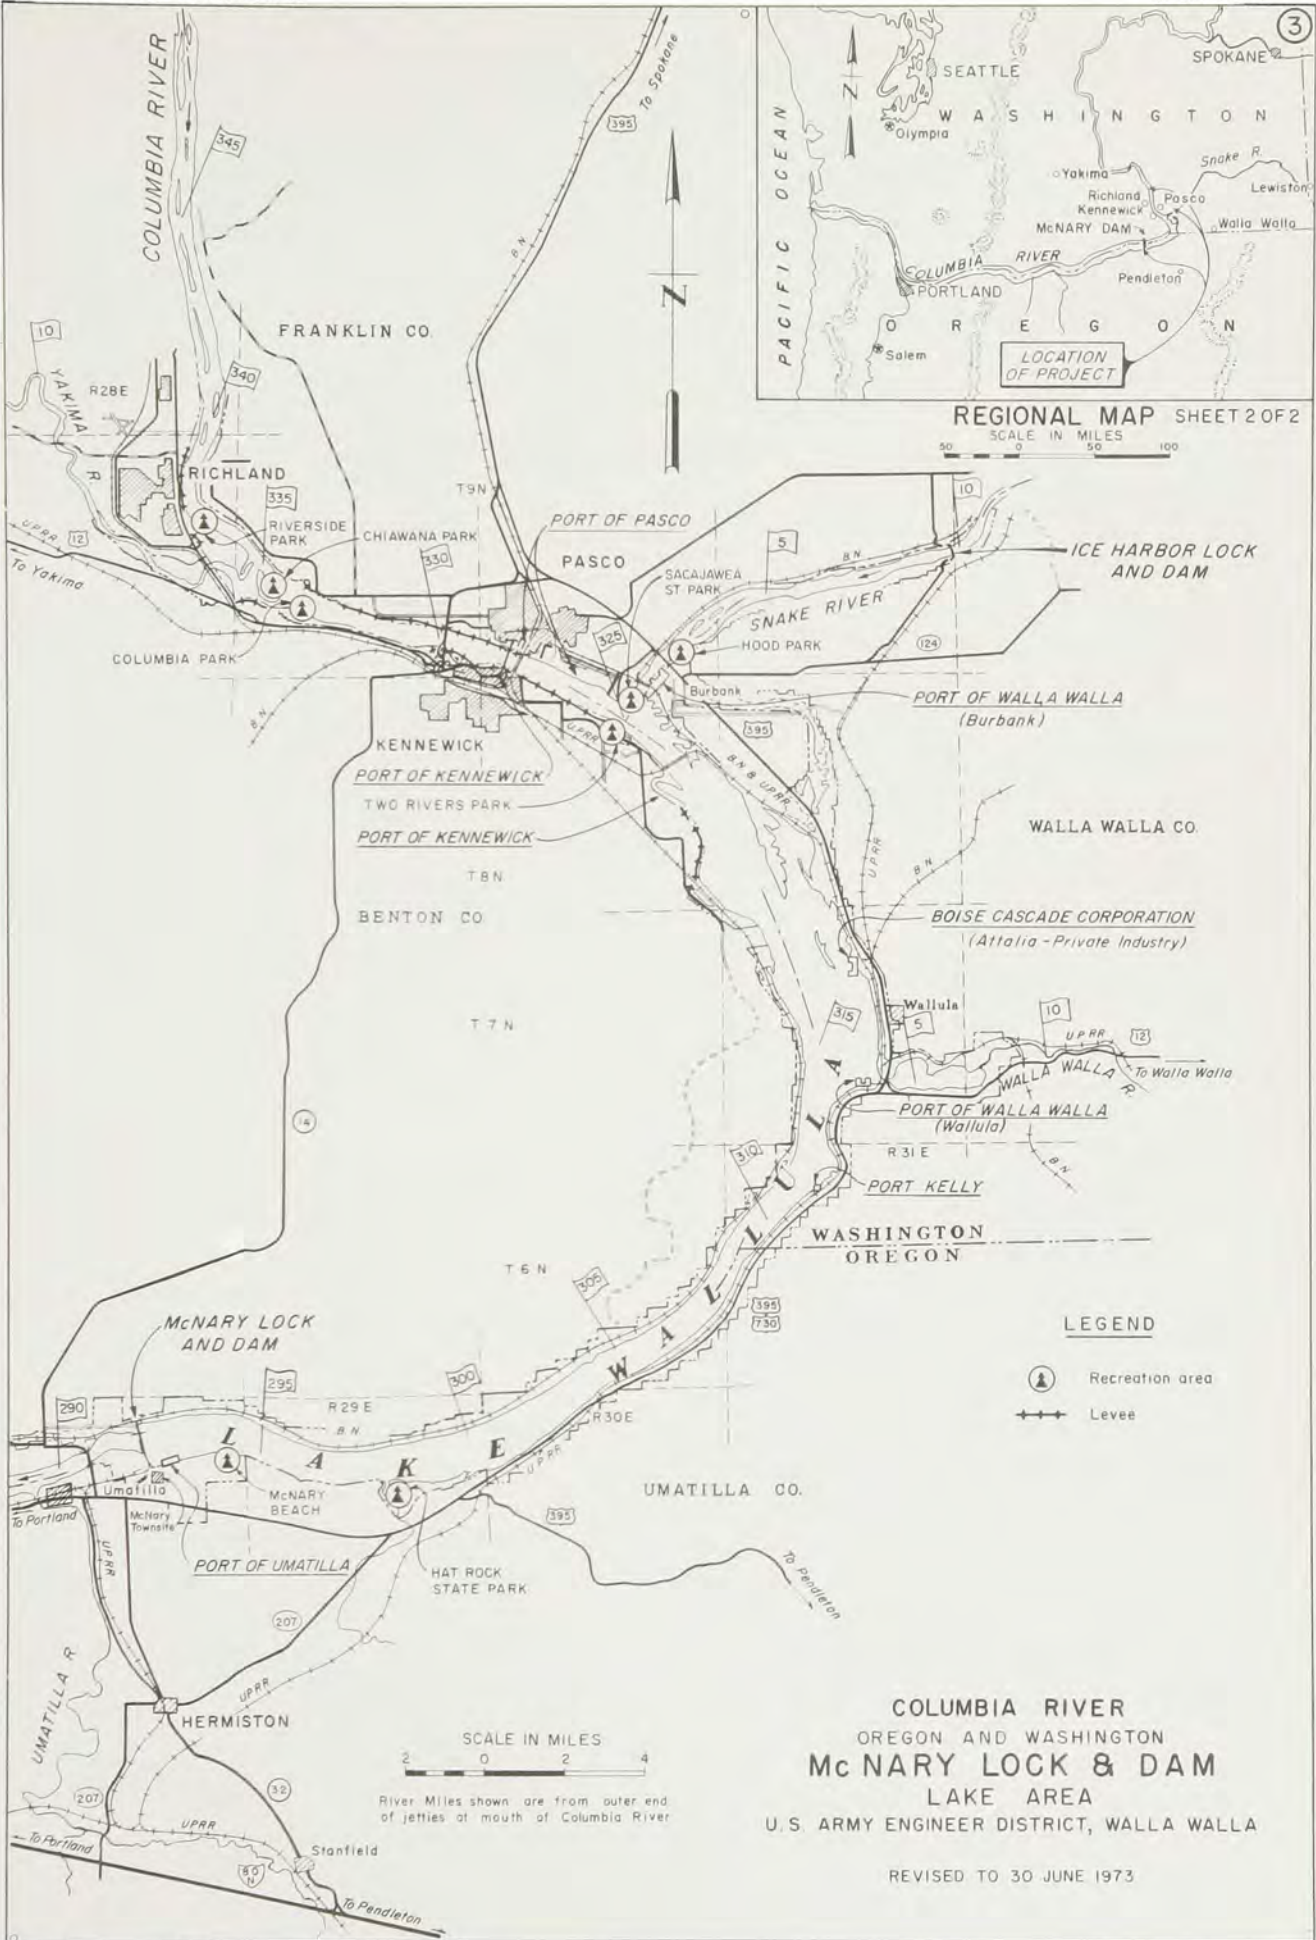 3
SEATTLE
SPOKANE
WASHINGTON
Olympia
PACIFIC OCEAN
Snake R.
Yakima
Lewiston
Richland
Pasco
Kennewick
Walla Walla
McNARY DAM
COLUMBIA RIVER
Pendleton
PORTLAND
OREGON
Salem
LOCATION
OF PROJECT
N
REGIONAL MAP SHEET 2 OF 2
SCALE IN MILES
50 0 50 100
COLUMBIA RIVER
345
To Spokane
395
B N
N
FRANKLIN CO.
10
YAKIMA R
R28E
340
RICHLAND
335
T9N
RIVERSIDE
PARK
CHIAWANA PARK
330
PORT OF PASCO
PASCO
UPRR
12
To Yakima
SACAJAWEA
ST. PARK
5
B N
10
ICE HARBOR LOCK
AND DAM
SNAKE RIVER
325
HOOD PARK
124
COLUMBIA PARK
B N
Burbank
PORT OF WALLA WALLA
(Burbank)
395
KENNEWICK
UPRR
B N & UPRR
PORT OF KENNEWICK
TWO RIVERS PARK
PORT OF KENNEWICK
WALLA WALLA CO.
UPRR
B N
T8N
BENTON CO
BOISE CASCADE CORPORATION
(Attalia - Private Industry)
T 7 N
315
Wallula
5
10
UPRR
12
To Walla Walla
WALLA WALLA R.
14
PORT OF WALLA WALLA
(Wallula)
310
R 31 E
B N
PORT KELLY
WASHINGTON
OREGON
T 6 N
305
395
730
LAKE WALLULA
LEGEND
Recreation area
Levee
McNARY LOCK
AND DAM
290
295
300
R29E
B N
R30E
UPRR
UMATILLA CO.
Umatilla
McNary
Townsite
McNARY
BEACH
To Portland
UPRR
PORT OF UMATILLA
HAT ROCK
STATE PARK
395
To Pendleton
207
UPRR
UMATILLA R
HERMISTON
207
32
UPRR
To Portland
Stanfield
80
N
To Pendleton
SCALE IN MILES
2 0 2 4
River Miles shown are from outer end
of jetties at mouth of Columbia River
COLUMBIA RIVER
OREGON AND WASHINGTON
McNARY LOCK & DAM
LAKE AREA
U.S. ARMY ENGINEER DISTRICT, WALLA WALLA
REVISED TO 30 JUNE 1973